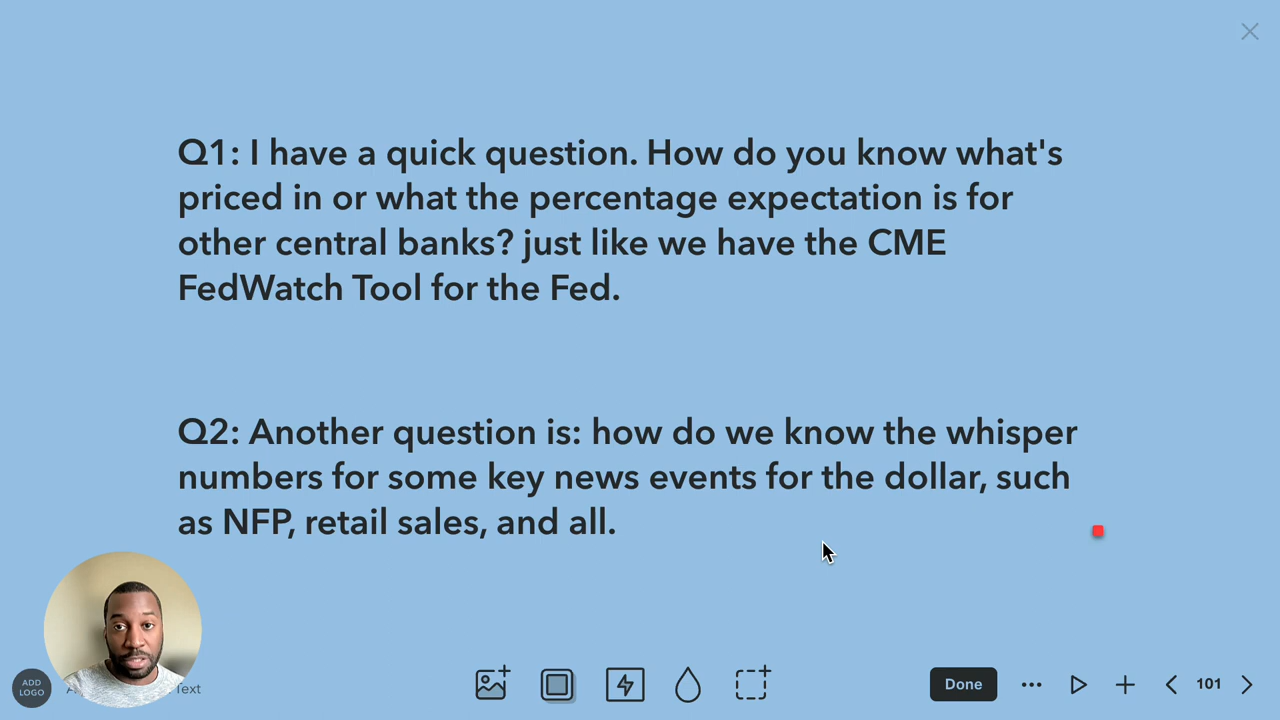 Q1: I have a quick question. How do you know what's
priced in or what the percentage expectation is for
other central banks? just like we have the CME
FedWatch Tool for the Fed.
Q2: Another question is: how do we know the whisper
numbers for some key news events for the dollar, such
as NFP, retail sales, and all.
ADD
LOGO
Text
Done
101